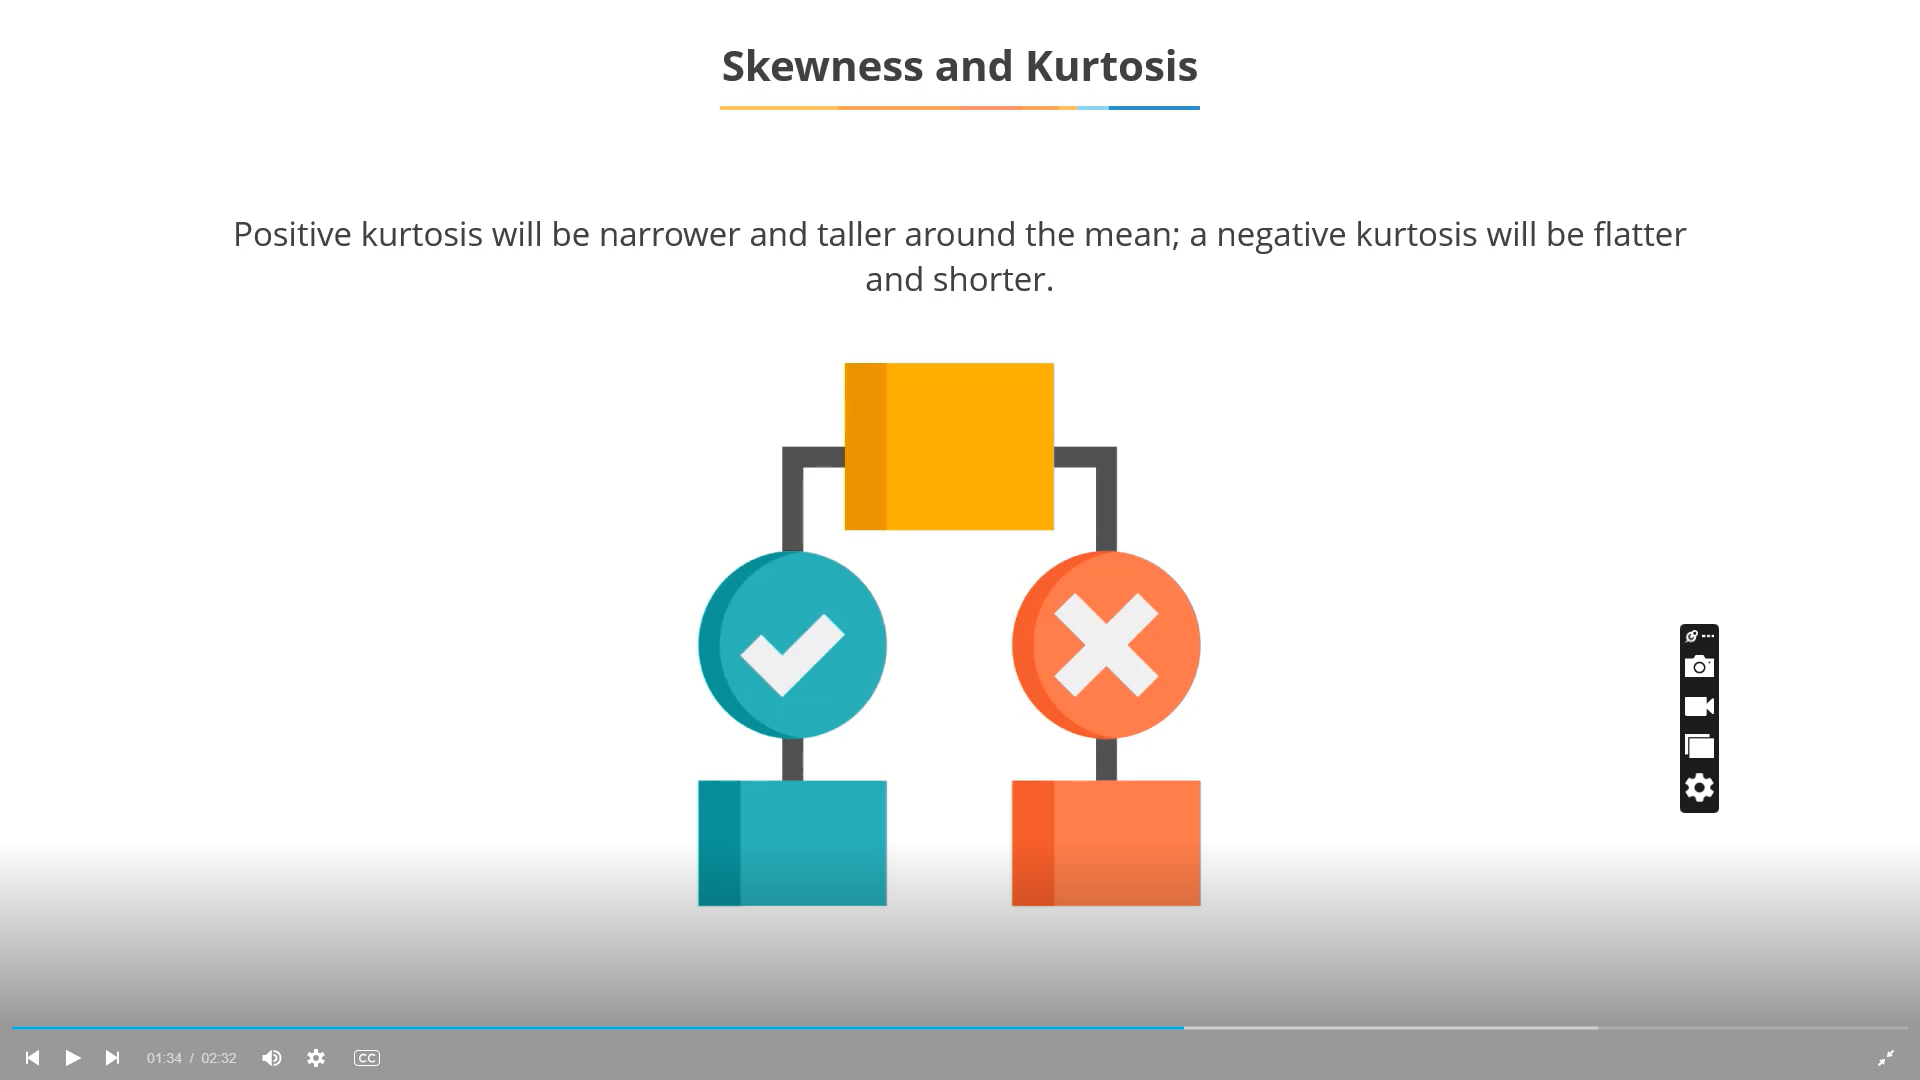 Skewness and Kurtosis
Positive kurtosis will be narrower and taller around the mean; a negative kurtosis will be flatter
and shorter.
01:34 / 02:32
CC